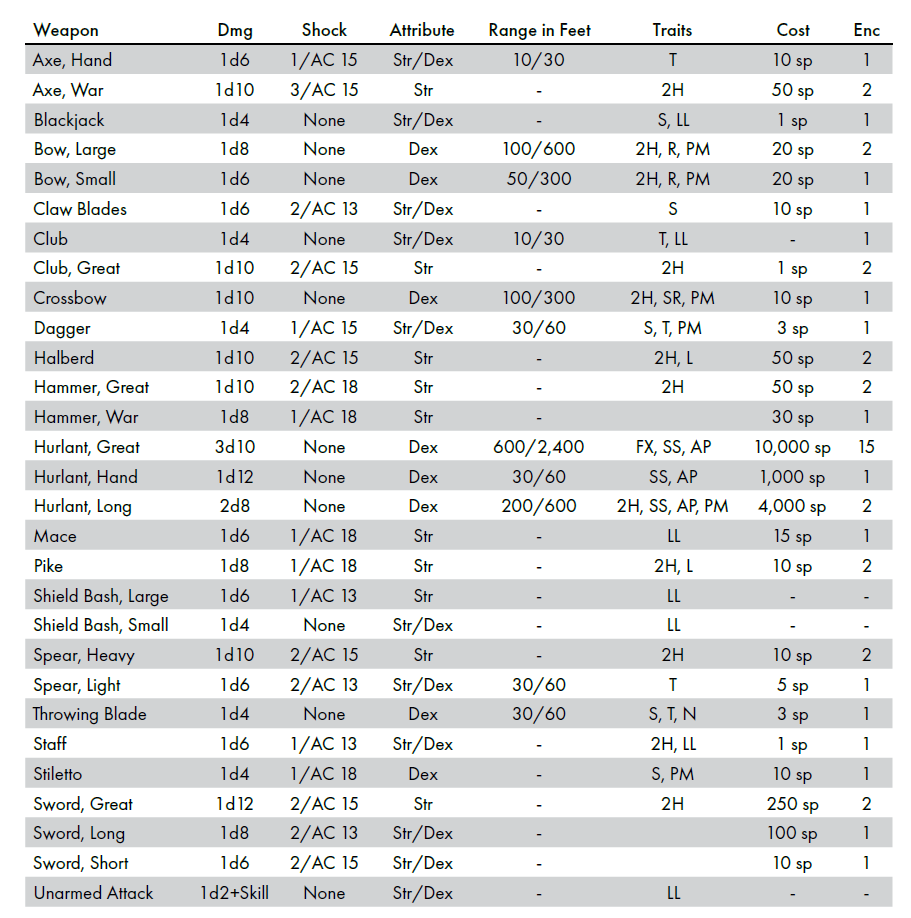 Weapon Dmg Shock Attribute Range in Feet Traits Cost Enc
Axe, Hand 1d6 1/AC 15 Str/Dex 10/30 T 10 sp 1
Axe, War 1d10 3/AC 15 Str - 2H 50 sp 2
Blackjack 1d4 None Str/Dex - S, LL 1 sp 1
Bow, Large 1d8 None Dex 100/600 2H, R, PM 20 sp 2
Bow, Small 1d6 None Dex 50/300 2H, R, PM 20 sp 1
Claw Blades 1d6 2/AC 13 Str/Dex - S 10 sp 1
Club 1d4 None Str/Dex 10/30 T, LL - 1
Club, Great 1d10 2/AC 15 Str - 2H 1 sp 2
Crossbow 1d10 None Dex 100/300 2H, SR, PM 10 sp 1
Dagger 1d4 1/AC 15 Str/Dex 30/60 S, T, PM 3 sp 1
Halberd 1d10 2/AC 15 Str - 2H, L 50 sp 2
Hammer, Great 1d10 2/AC 18 Str - 2H 50 sp 2
Hammer, War 1d8 1/AC 18 Str - 30 sp 1
Hurlant, Great 3d10 None Dex 600/2,400 FX, SS, AP 10,000 sp 15
Hurlant, Hand 1d12 None Dex 30/60 SS, AP 1,000 sp 1
Hurlant, Long 2d8 None Dex 200/600 2H, SS, AP, PM 4,000 sp 2
Mace 1d6 1/AC 18 Str - LL 15 sp 1
Pike 1d8 1/AC 18 Str - 2H, L 10 sp 2
Shield Bash, Large 1d6 1/AC 13 Str - LL - -
Shield Bash, Small 1d4 None Str/Dex - LL - -
Spear, Heavy 1d10 2/AC 15 Str - 2H 10 sp 2
Spear, Light 1d6 2/AC 13 Str/Dex 30/60 T 5 sp 1
Throwing Blade 1d4 None Dex 30/60 S, T, N 3 sp 1
Staff 1d6 1/AC 13 Str/Dex - 2H, LL 1 sp 1
Stiletto 1d4 1/AC 18 Dex - S, PM 10 sp 1
Sword, Great 1d12 2/AC 15 Str - 2H 250 sp 2
Sword, Long 1d8 2/AC 13 Str/Dex - 100 sp 1
Sword, Short 1d6 2/AC 15 Str/Dex - 10 sp 1
Unarmed Attack 1d2+Skill None Str/Dex - LL - -